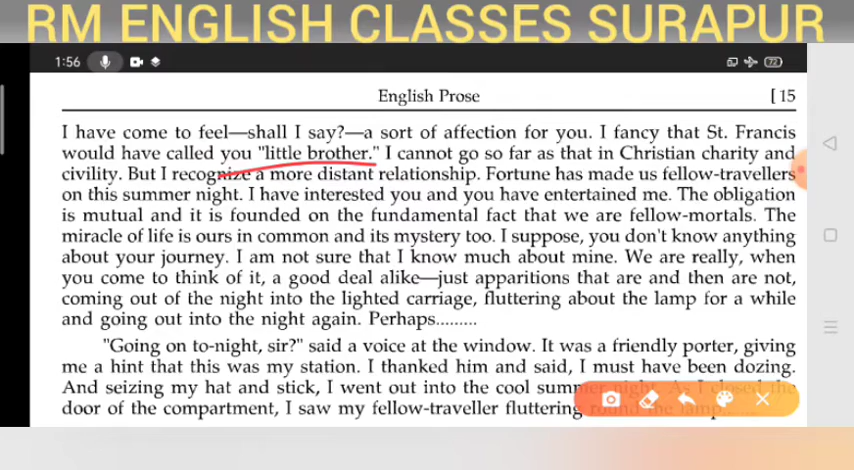 RM ENGLISH CLASSES SURAPUR
1:56
72
English Prose
[ 15
I have come to feel—shall I say?—a sort of affection for you. I fancy that St. Francis
would have called you "little brother." I cannot go so far as that in Christian charity and
civility. But I recognize a more distant relationship. Fortune has made us fellow-travellers
on this summer night. I have interested you and you have entertained me. The obligation
is mutual and it is founded on the fundamental fact that we are fellow-mortals. The
miracle of life is ours in common and its mystery too. I suppose, you don't know anything
about your journey. I am not sure that I know much about mine. We are really, when
you come to think of it, a good deal alike—just apparitions that are and then are not,
coming out of the night into the lighted carriage, fluttering about the lamp for a while
and going out into the night again. Perhaps.........
"Going on to-night, sir?" said a voice at the window. It was a friendly porter, giving
me a hint that this was my station. I thanked him and said, I must have been dozing.
And seizing my hat and stick, I went out into the cool summer night. As I closed the
door of the compartment, I saw my fellow-traveller fluttering round the lamp.......